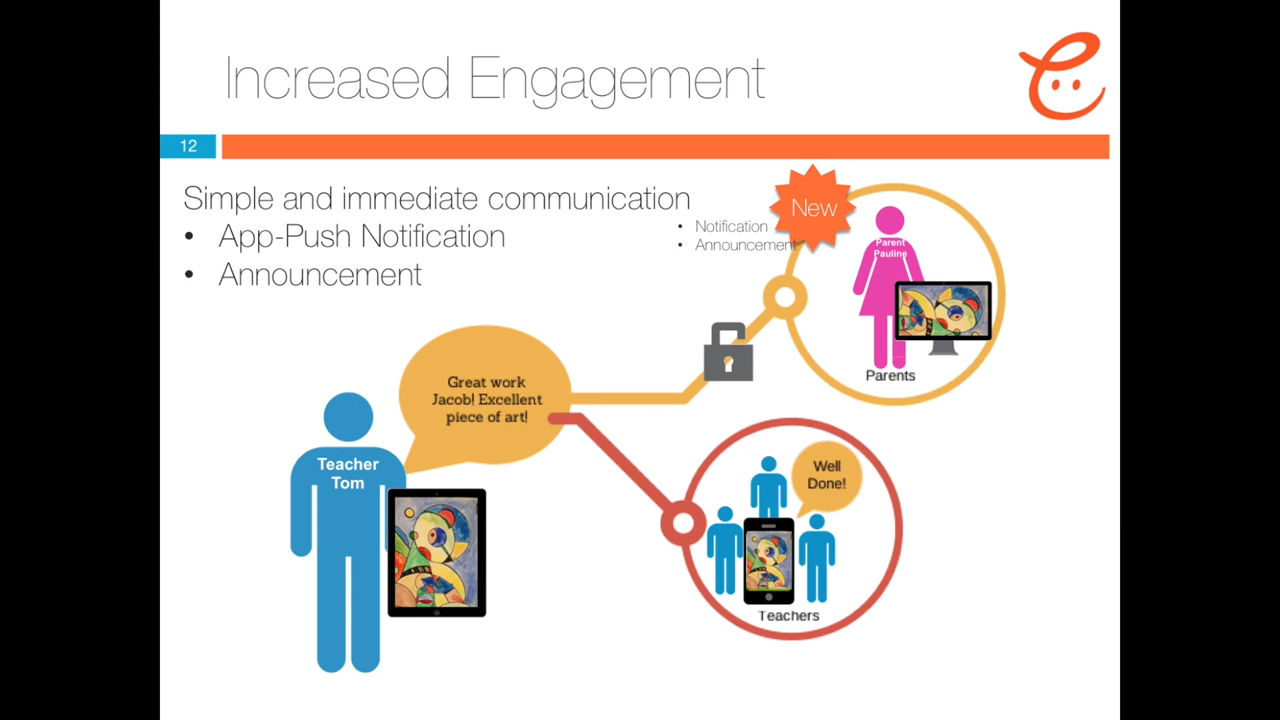 Increased Engagement
12
Simple and immediate communication
• App-Push Notification
• Announcement
• Notification
• Announcement
New
Parent
Pauline
Parents
Great work
Jacob! Excellent
piece of art!
Teacher
Tom
Well
Done!
Teachers